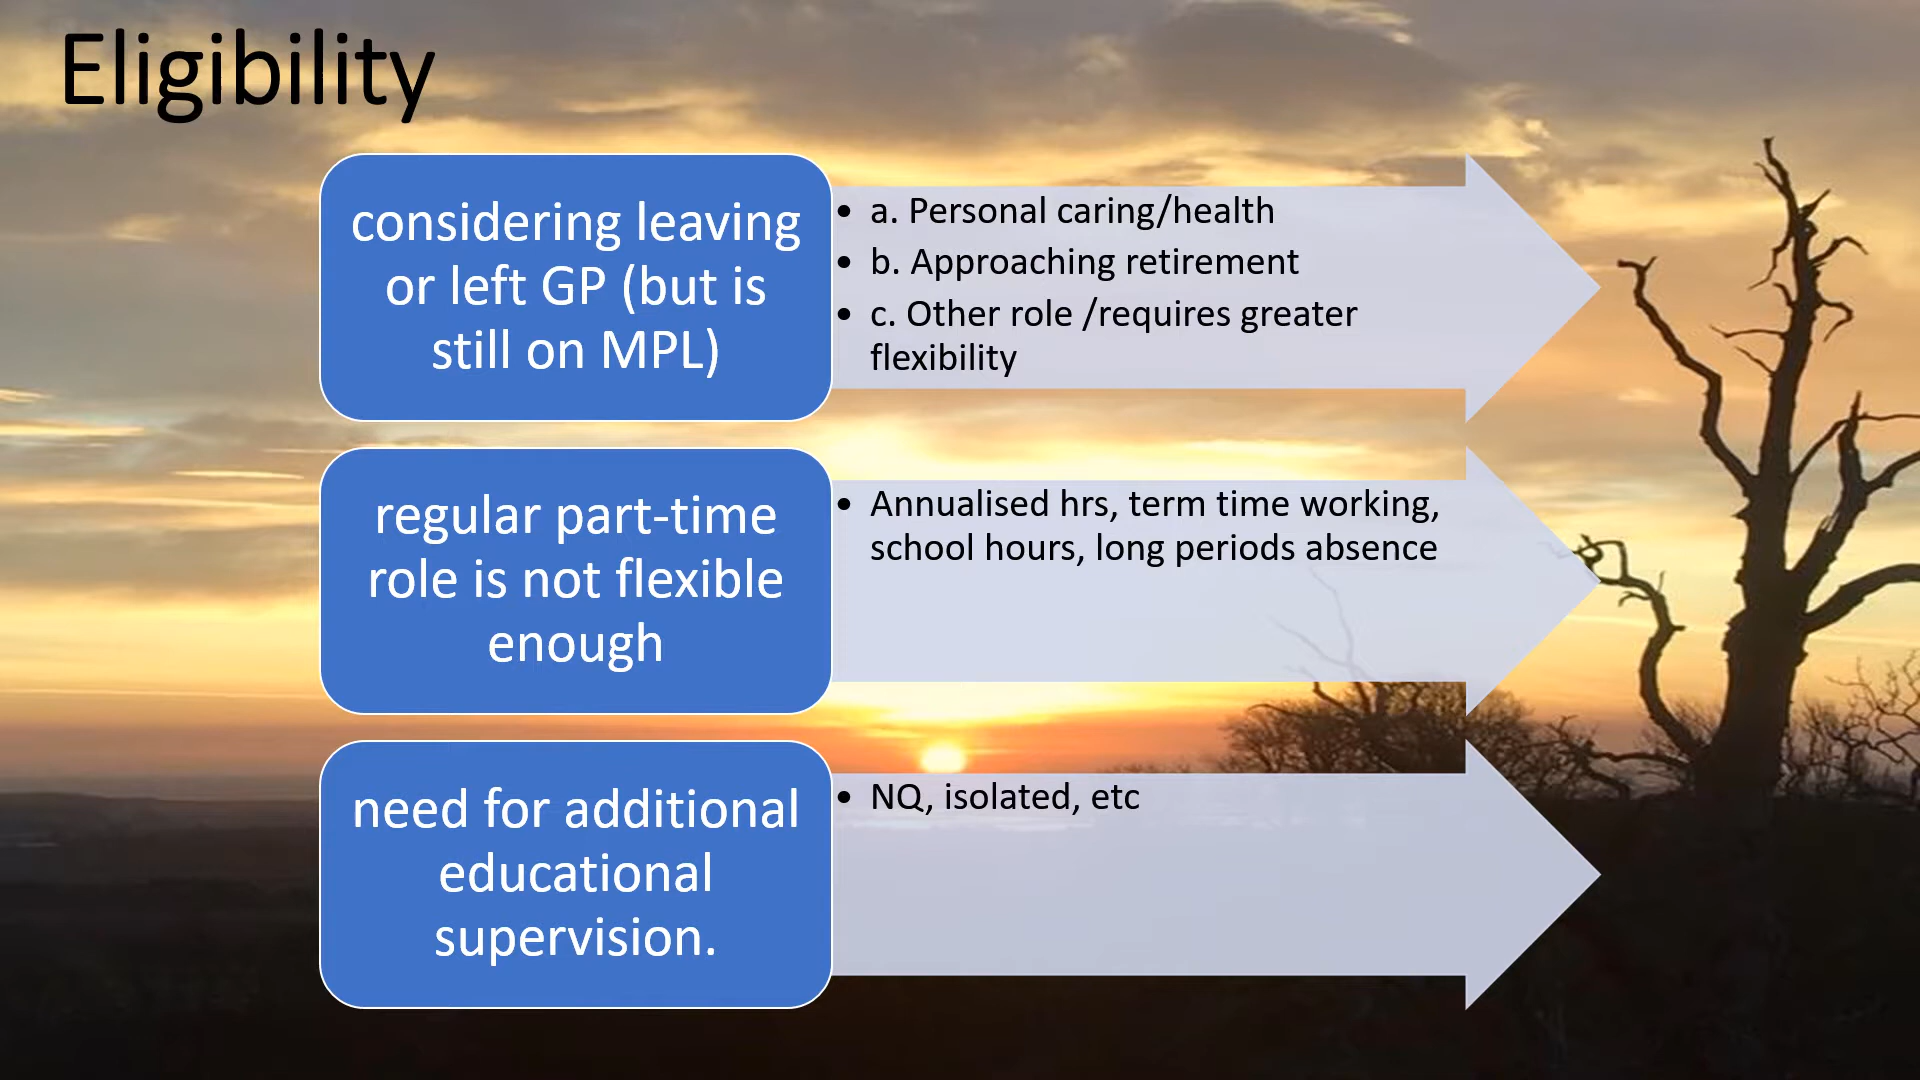 Eligibility
considering leaving
or left GP (but is
still on MPL)
• a. Personal caring/health
• b. Approaching retirement
• c. Other role /requires greater
flexibility
regular part-time
role is not flexible
enough
• Annualised hrs, term time working,
school hours, long periods absence
need for additional
educational
supervision.
• NQ, isolated, etc